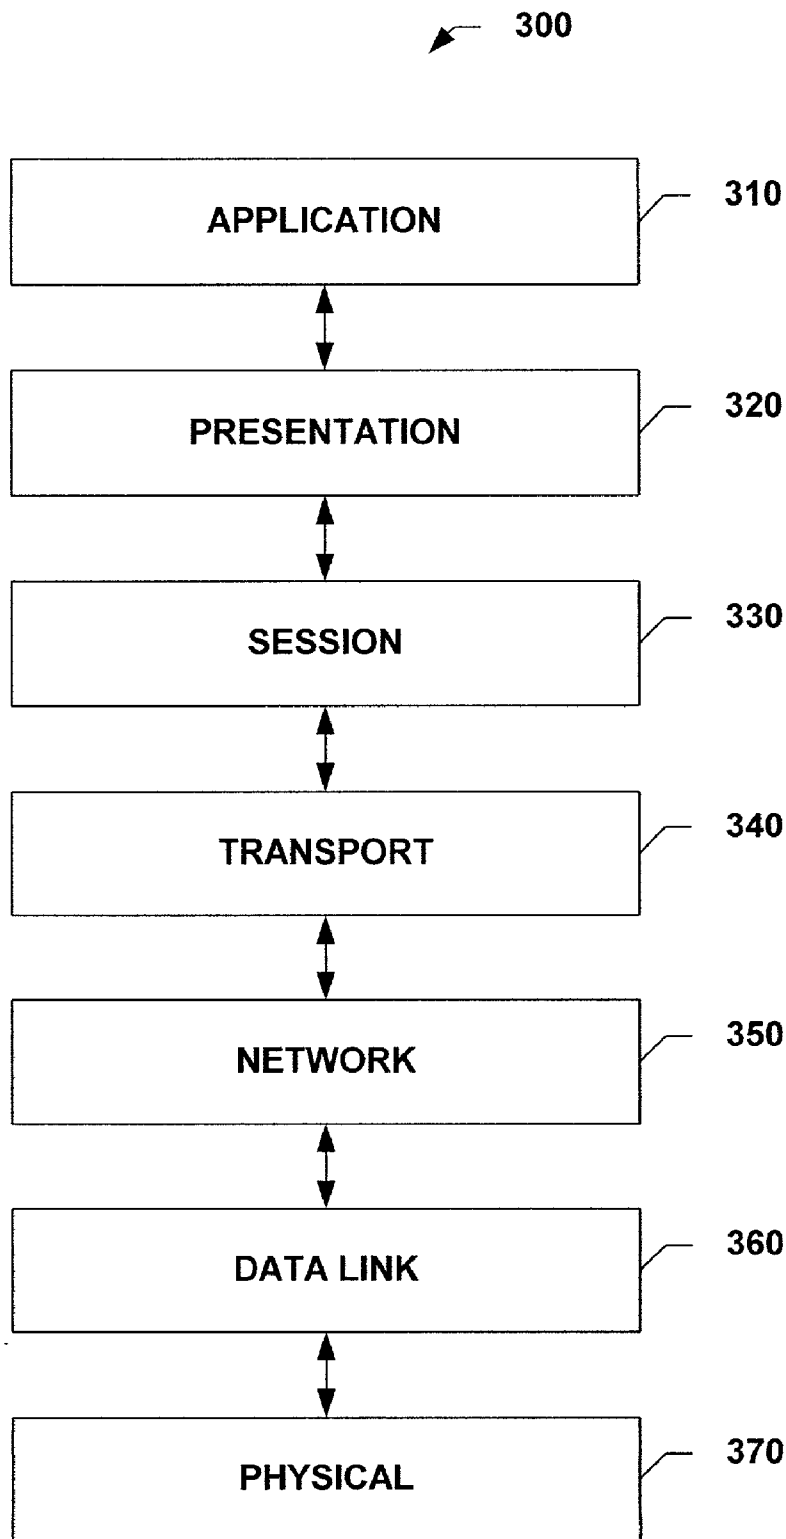 300
APPLICATION
310
PRESENTATION
320
SESSION
330
TRANSPORT
340
NETWORK
350
DATA LINK
360
PHYSICAL
370